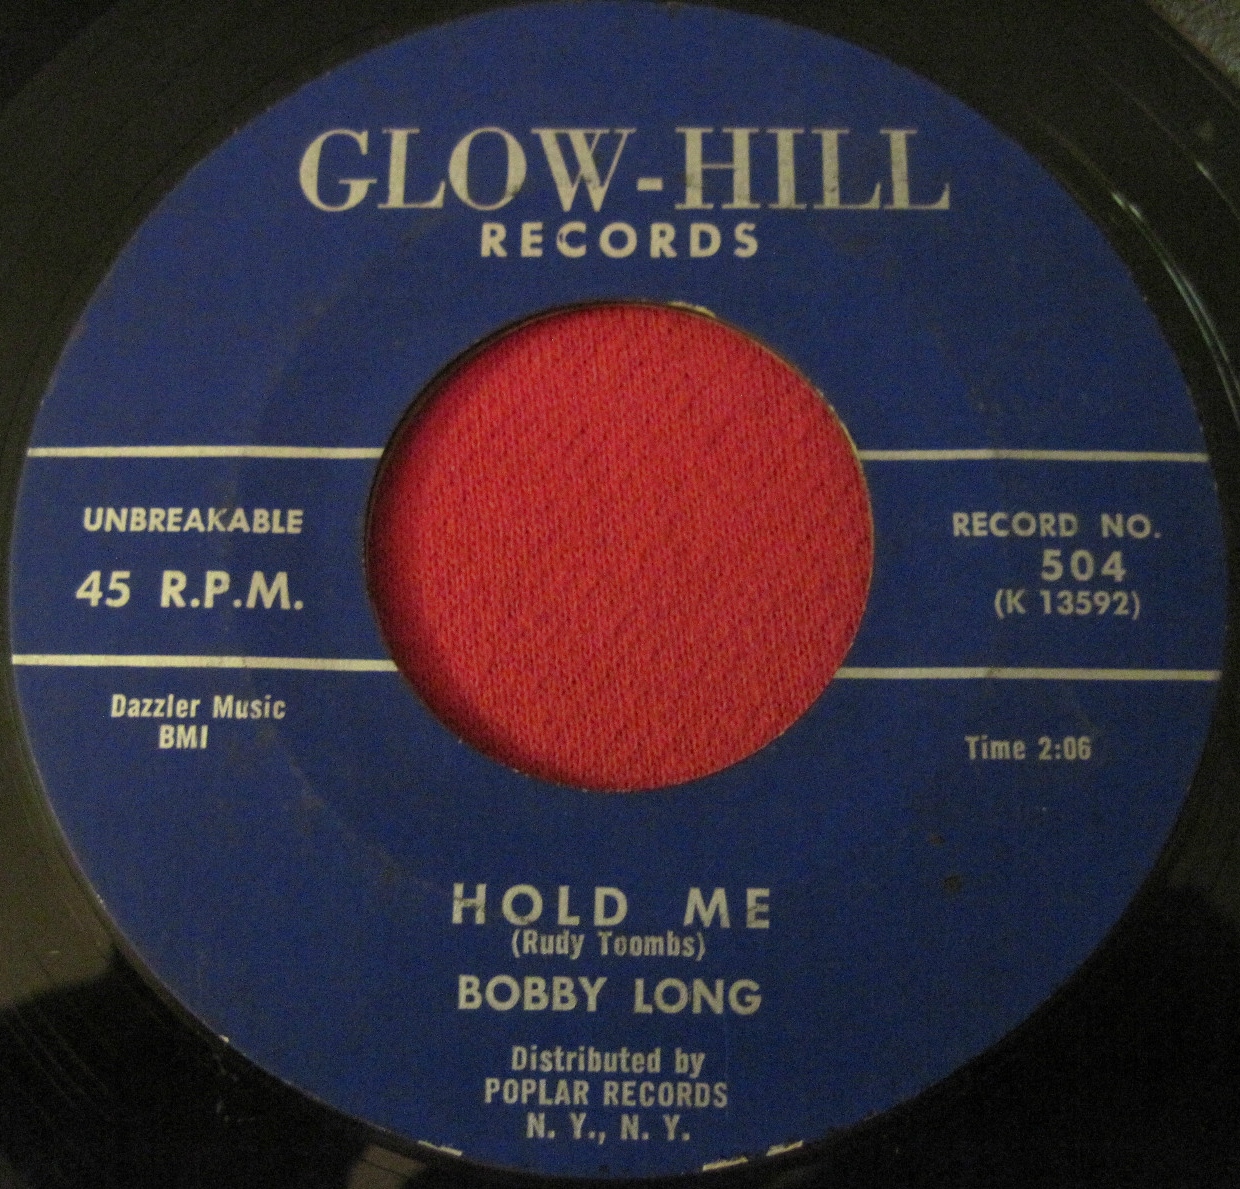 GLOW-HILL
RECORDS
UNBREAKABLE
45 R.P.M.
RECORD NO.
504
(K 13592)
Dazzler Music
BMI
Time 2:06
HOLD ME
(Rudy Toombs)
BOBBY LONG
Distributed by
POPLAR RECORDS
N. Y., N. Y.